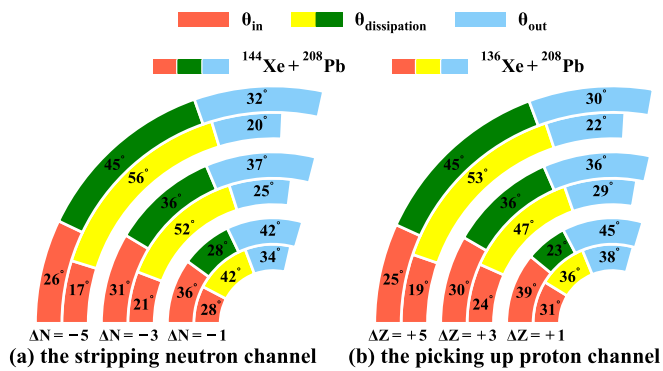 θin θdissipation θout
144Xe + 208Pb 136Xe + 208Pb
32° 30°
20° 22°
45° 56° 37° 45° 53° 36°
25° 29°
36° 52° 42° 36° 47° 45°
28° 34° 23° 38°
26° 17° 31° 21° 36° 42° 28° 25° 19° 30° 24° 39° 36° 31°
ΔN = −5 ΔN = −3 ΔN = −1 ΔZ = +5 ΔZ = +3 ΔZ = +1
(a) the stripping neutron channel (b) the picking up proton channel